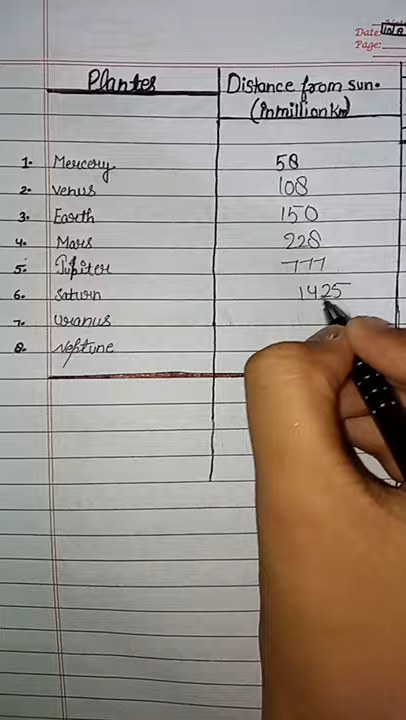 Date:
Page:
Plantes Distance from sun.
(in million km)
1. Mercery 58
2. Venus 108
3. Earth 150
4. Mars 228
5. Jupiter 777
6. Saturn 1425
7. Uranus
8. Neptune